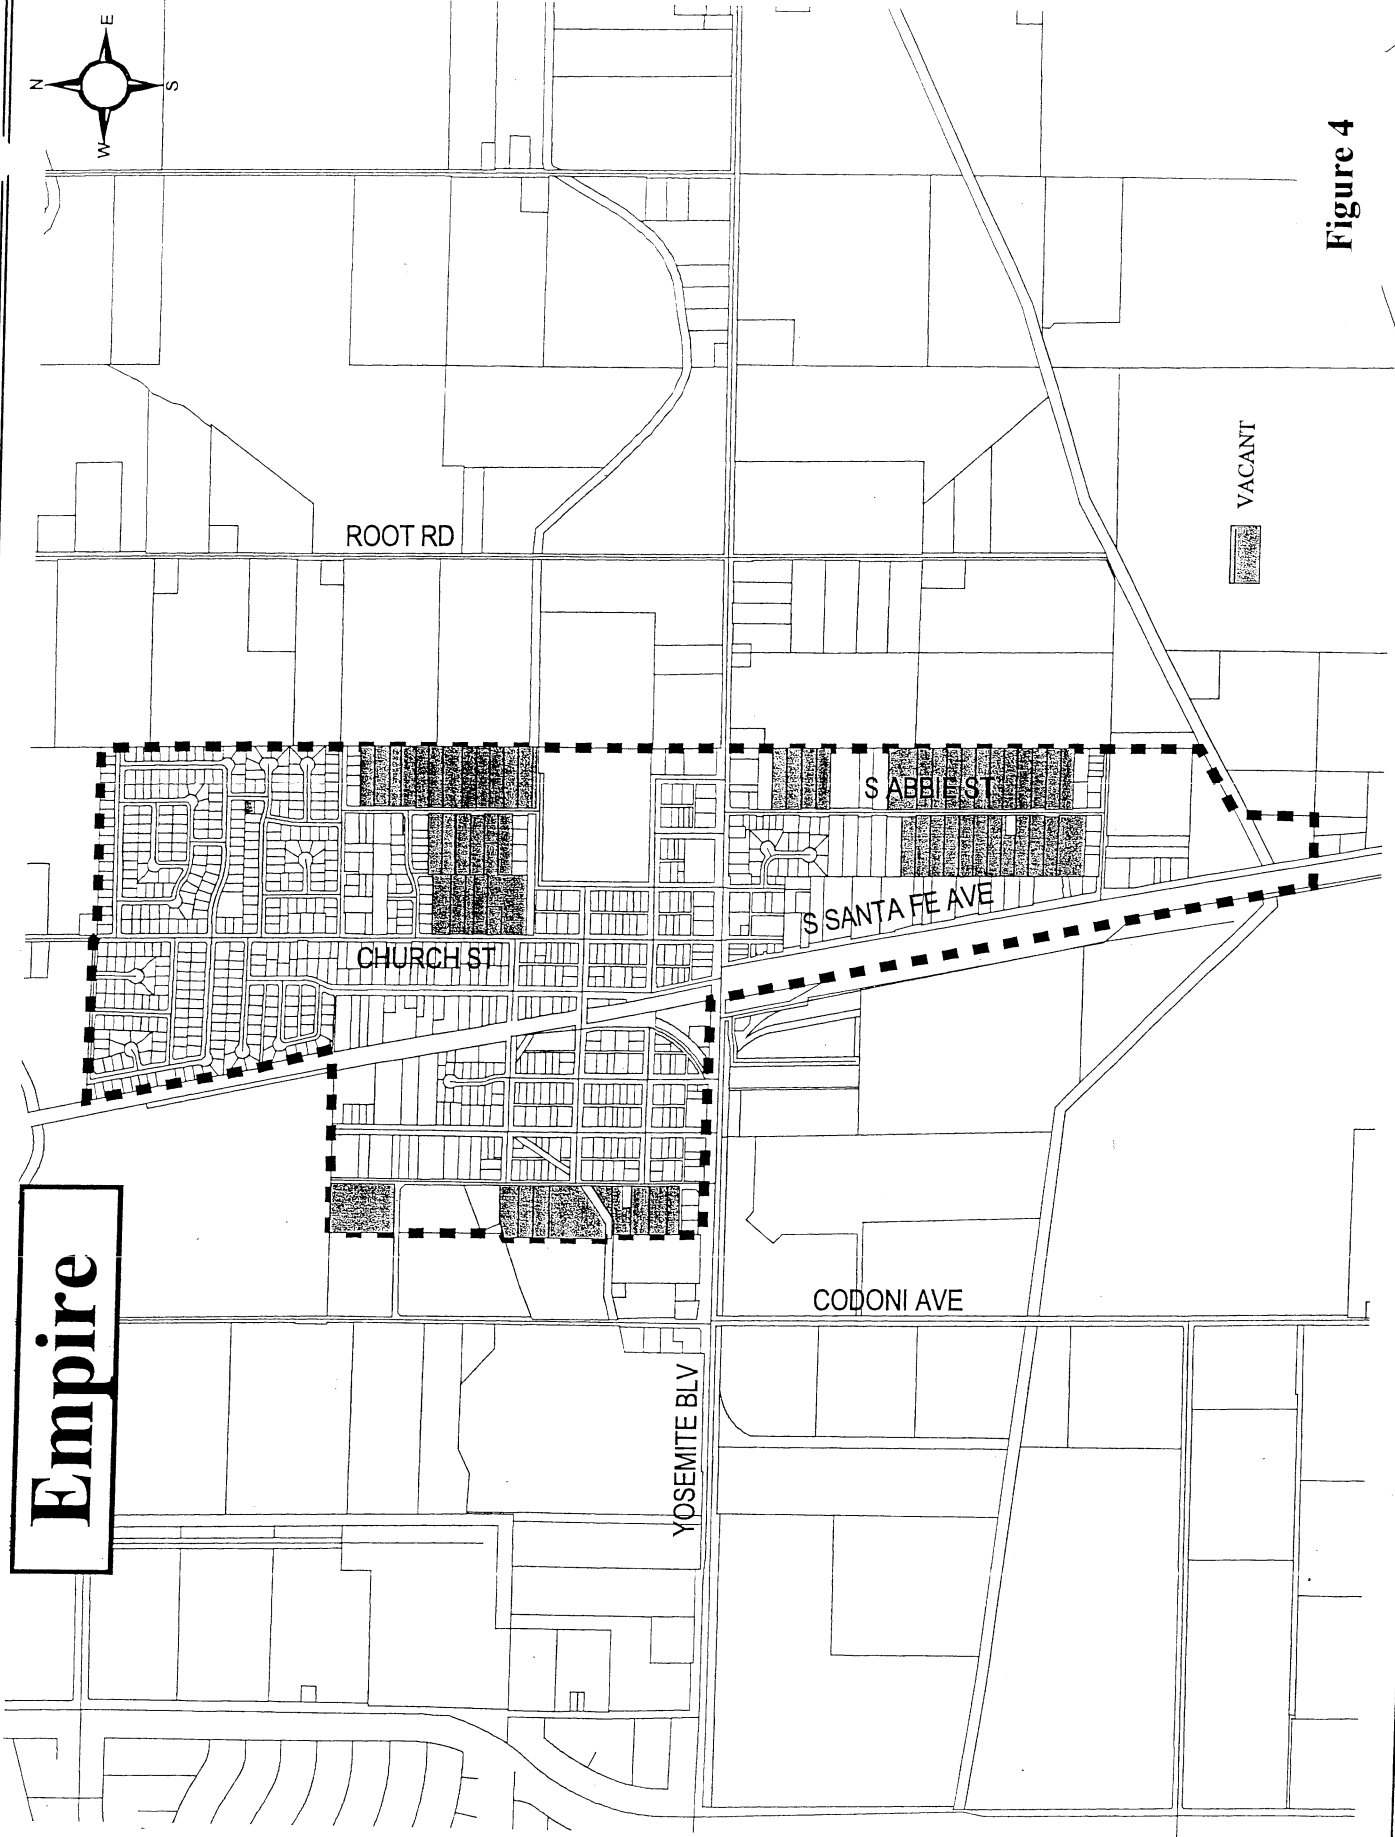 Empire
N
E
S
W
ROOT RD
CHURCH ST
S ABBIE ST
S SANTA FE AVE
CODONI AVE
YOSEMITE BLV
VACANT
Figure 4